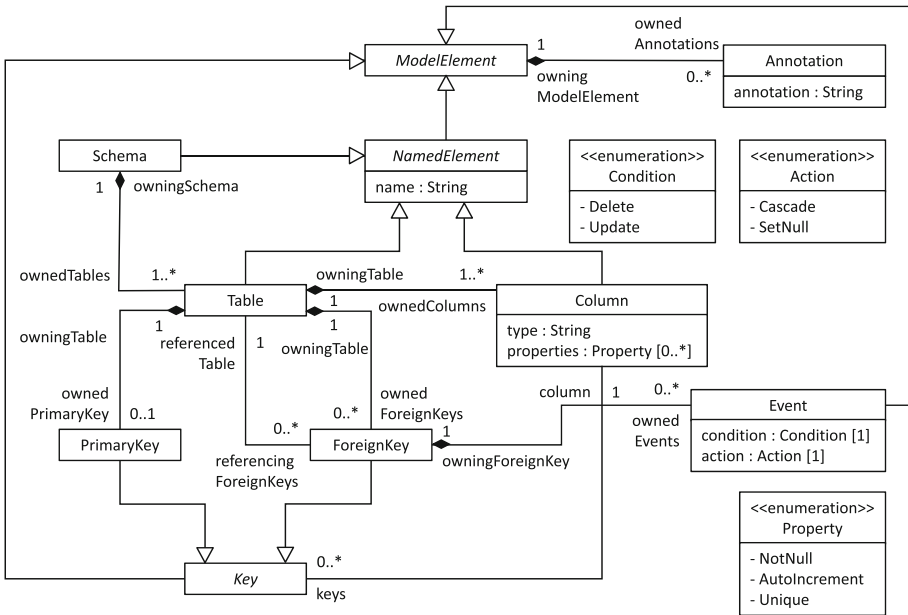 owned
Annotations
ModelElement
1
owning
ModelElement
0..*
Annotation
annotation : String
Schema
1
owningSchema
NamedElement
name : String
<<enumeration>>
Condition
- Delete
- Update
<<enumeration>>
Action
- Cascade
- SetNull
ownedTables
1..*
owningTable
1..*
Table
1
ownedColumns
Column
type : String
properties : Property [0..*]
owningTable
1
referenced
Table
1
1
owningTable
owned
PrimaryKey
0..1
0..*
0..*
owned
ForeignKeys
column
1
0..*
owned
Events
Event
condition : Condition [1]
action : Action [1]
PrimaryKey
referencing
ForeignKeys
ForeignKey
1
owningForeignKey
<<enumeration>>
Property
- NotNull
- AutoIncrement
- Unique
Key
0..*
keys